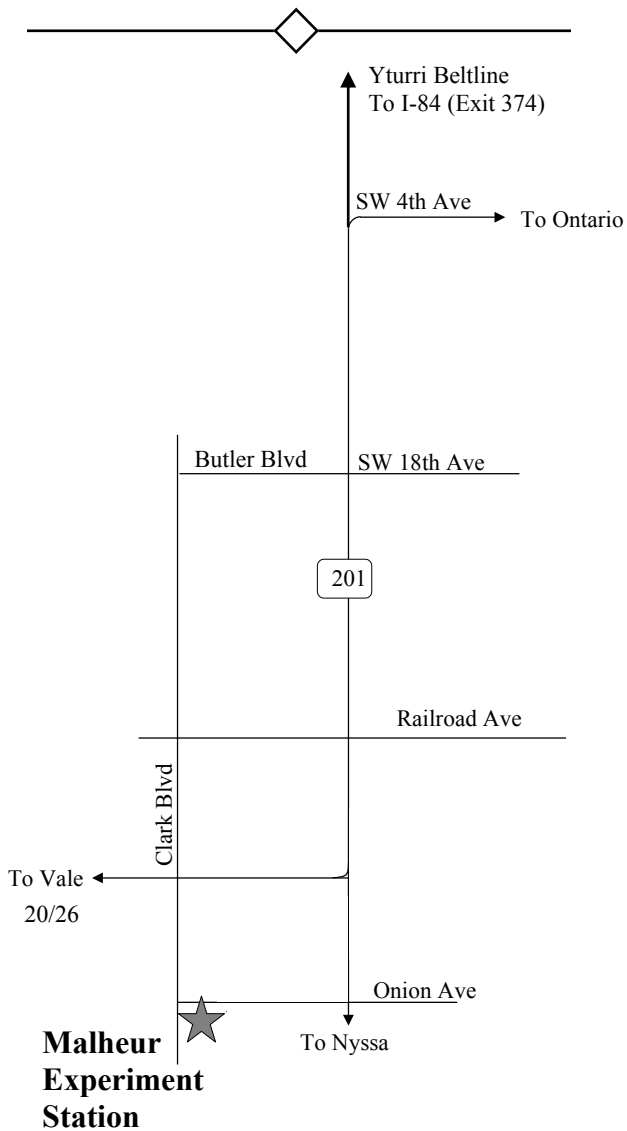 Yturri Beltline
To I-84 (Exit 374)
SW 4th Ave
To Ontario
Butler Blvd
SW 18th Ave
201
Railroad Ave
Clark Blvd
To Vale
20/26
Onion Ave
To Nyssa
Malheur
Experiment
Station